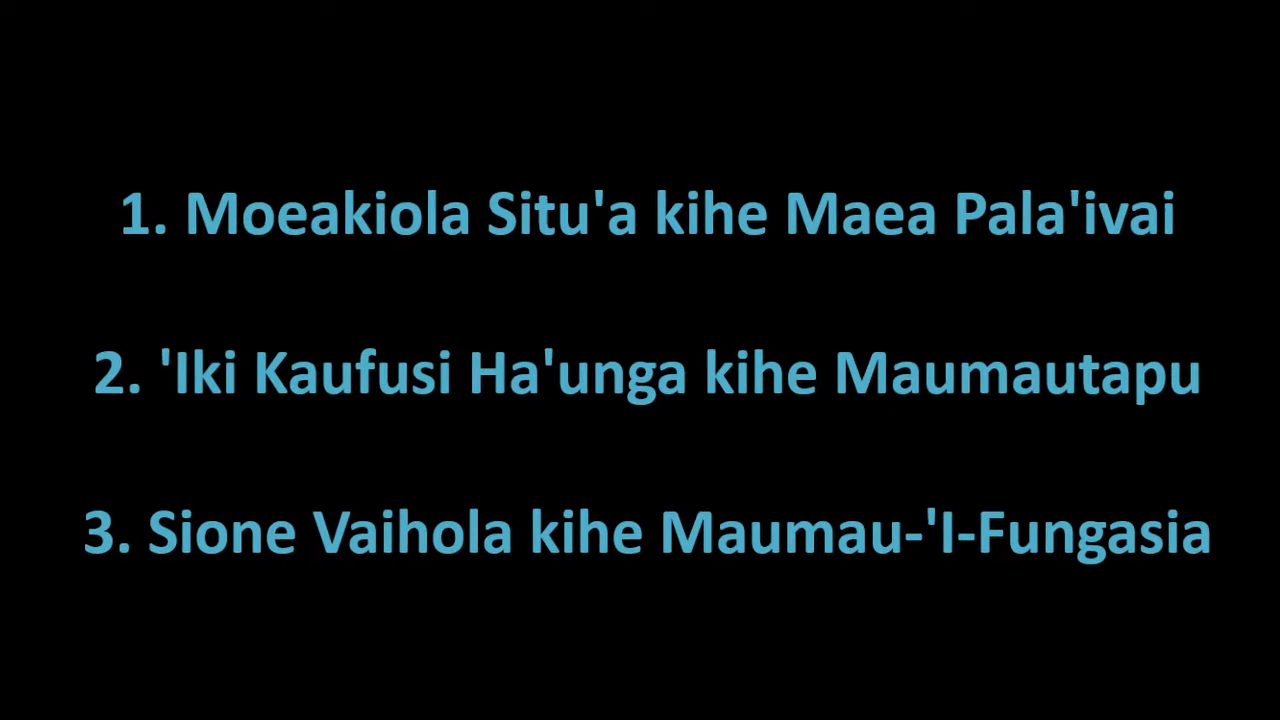 1. Moeakiola Situ'a kihe Maea Pala'ivai
2. 'Iki Kaufusi Ha'unga kihe Maumautapu
3. Sione Vaihola kihe Maumau-'I-Fungasia